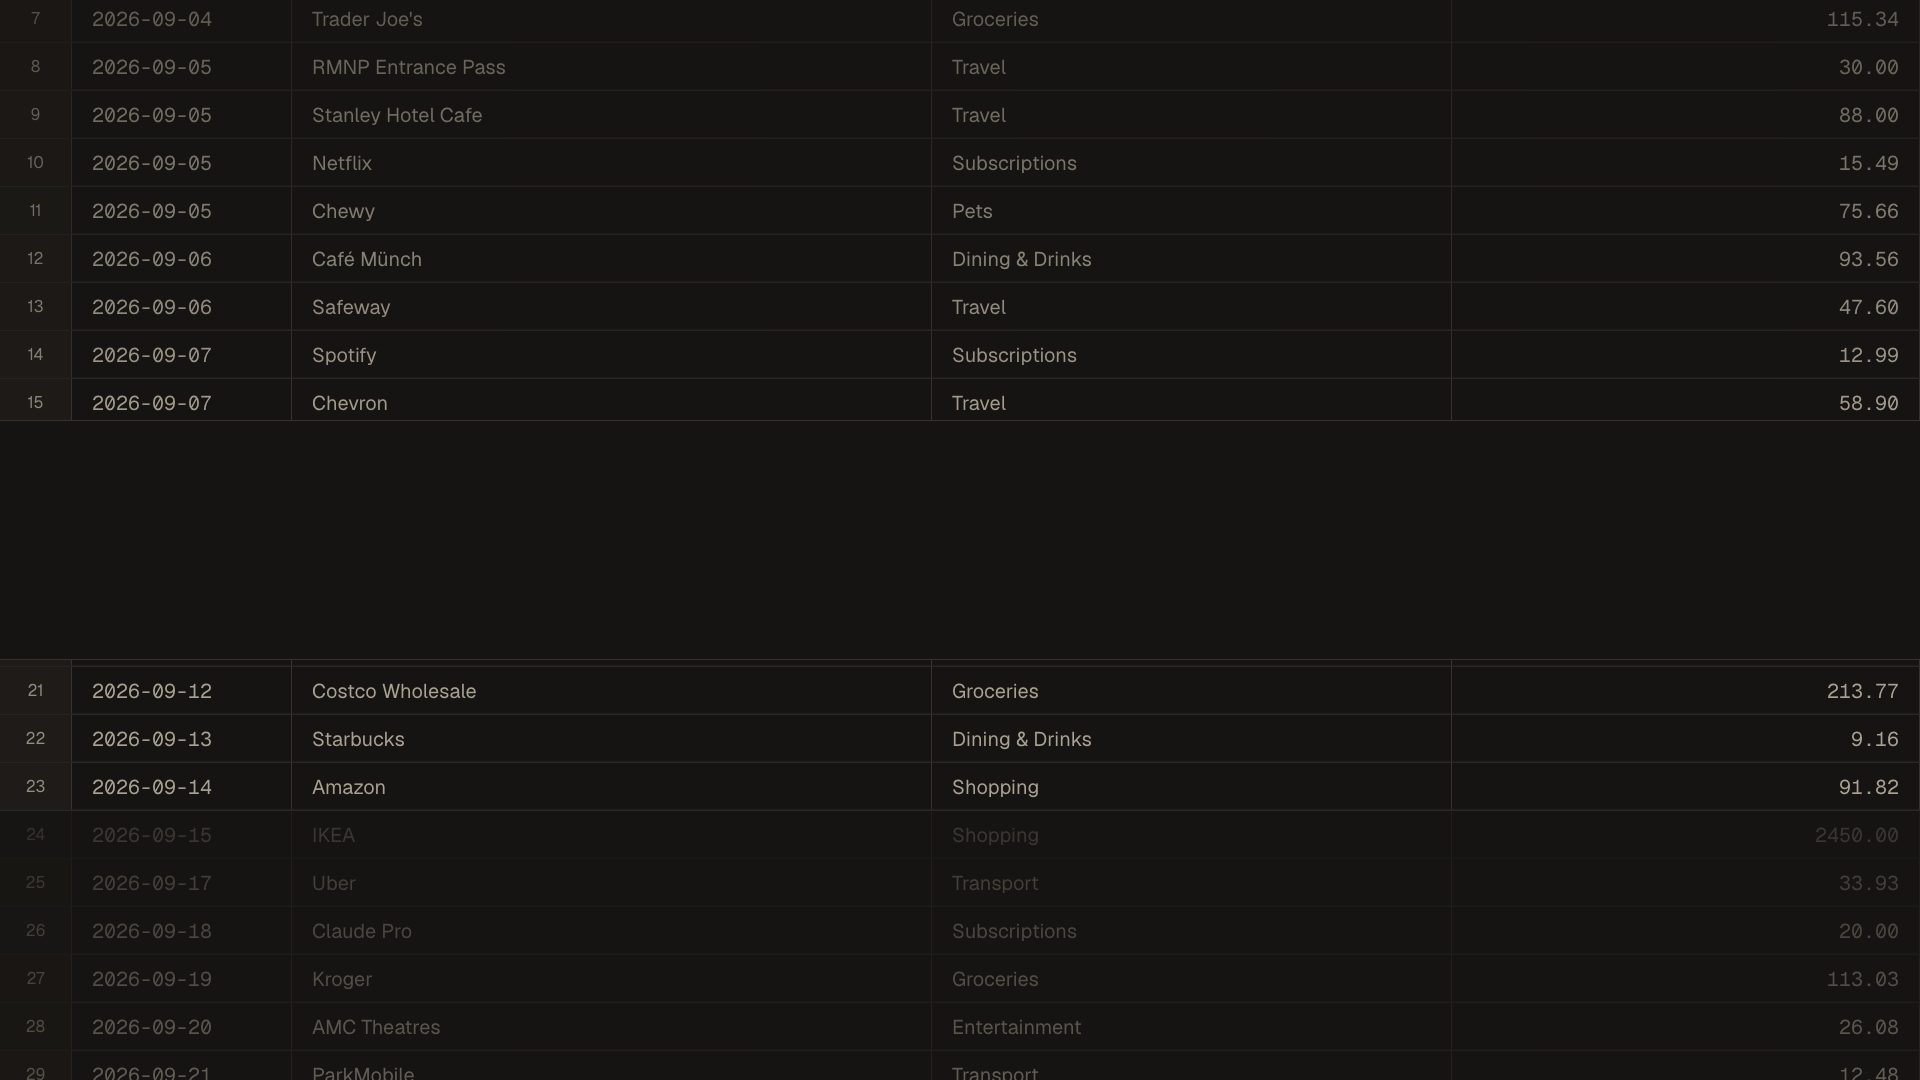 7 2026-09-04 Trader Joe's Groceries 115.34
8 2026-09-05 RMNP Entrance Pass Travel 30.00
9 2026-09-05 Stanley Hotel Cafe Travel 88.00
10 2026-09-05 Netflix Subscriptions 15.49
11 2026-09-05 Chewy Pets 75.66
12 2026-09-06 Café Münch Dining & Drinks 93.56
13 2026-09-06 Safeway Travel 47.60
14 2026-09-07 Spotify Subscriptions 12.99
15 2026-09-07 Chevron Travel 58.90
21 2026-09-12 Costco Wholesale Groceries 213.77
22 2026-09-13 Starbucks Dining & Drinks 9.16
23 2026-09-14 Amazon Shopping 91.82
24 2026-09-15 IKEA Shopping 2450.00
25 2026-09-17 Uber Transport 33.93
26 2026-09-18 Claude Pro Subscriptions 20.00
27 2026-09-19 Kroger Groceries 113.03
28 2026-09-20 AMC Theatres Entertainment 26.08
29 2026-09-21 ParkMobile Transport 12.48